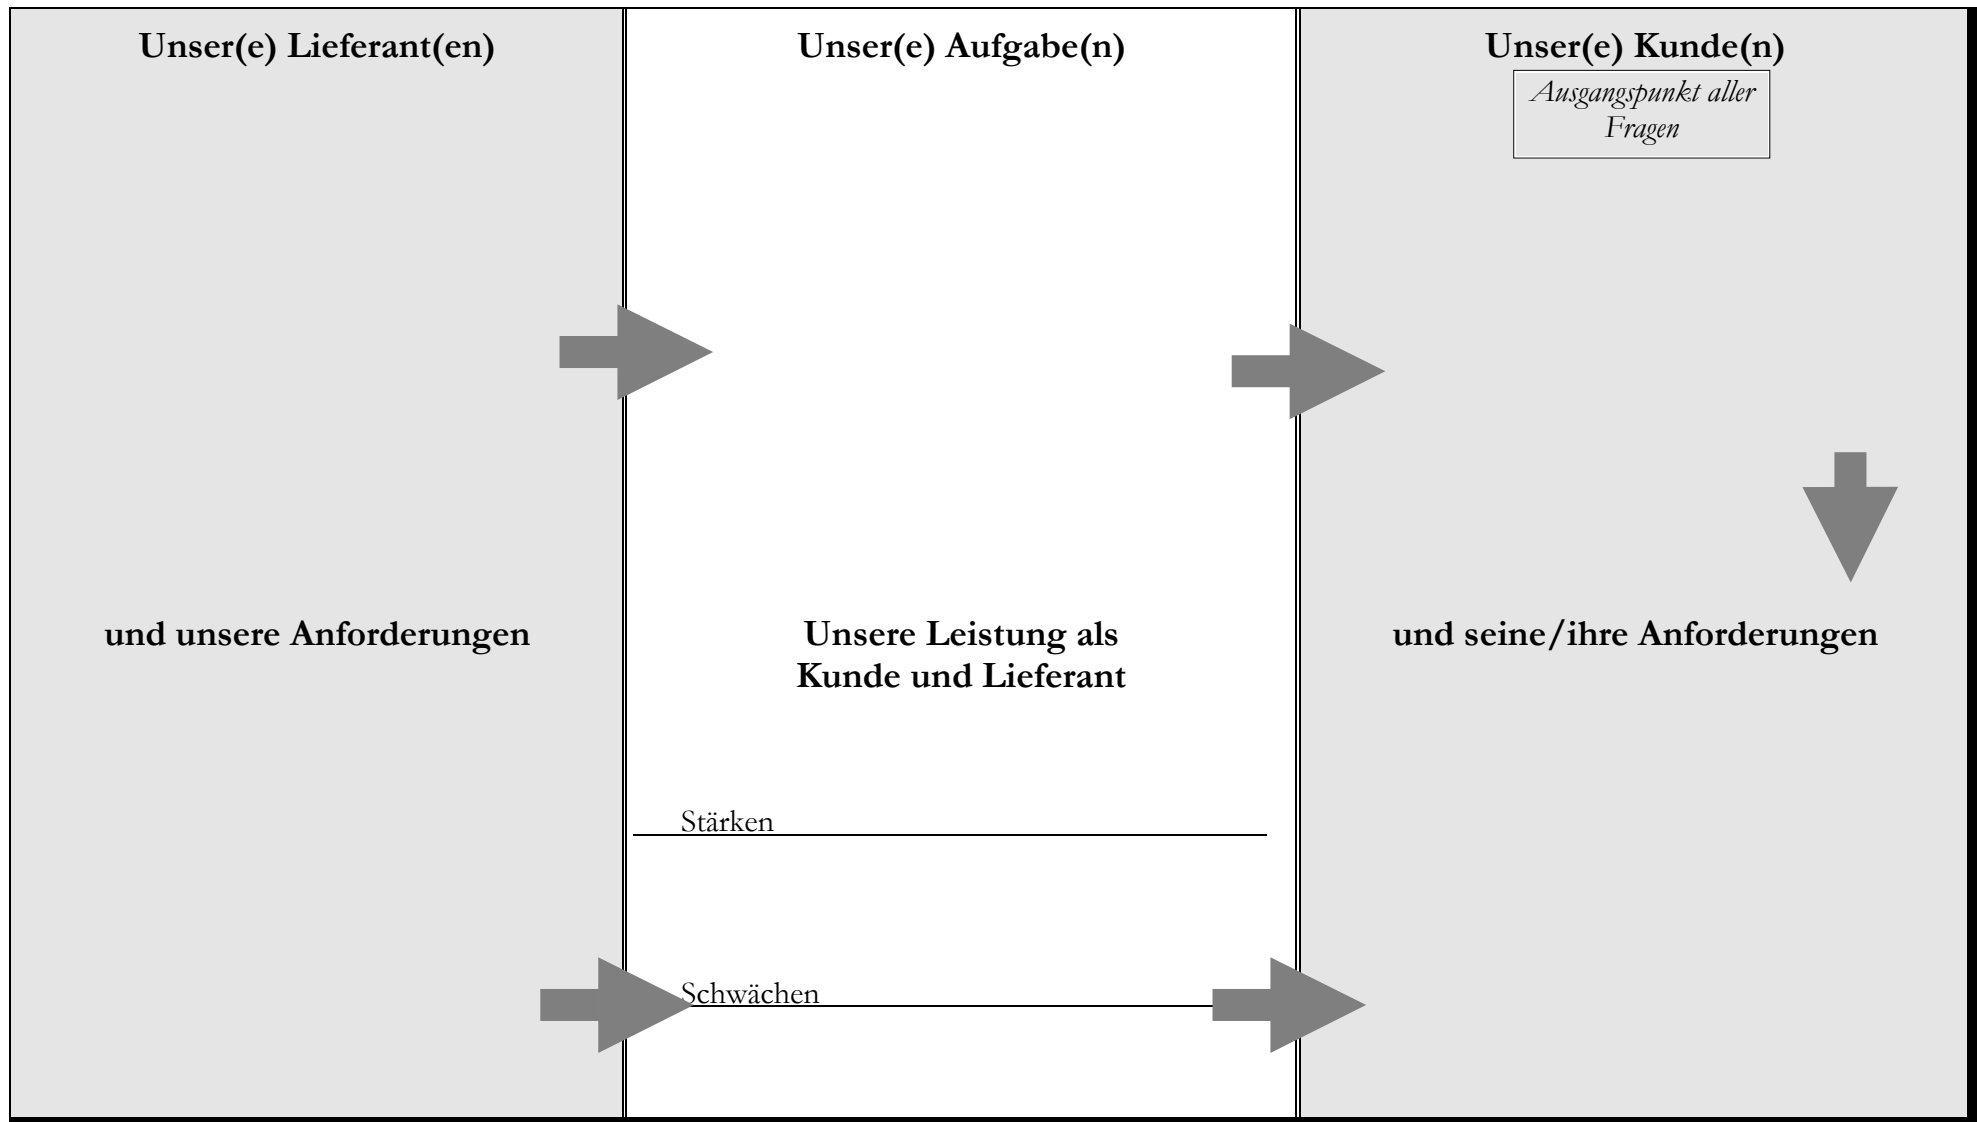 Unser(e) Lieferant(en)
Unser(e) Aufgabe(n)
Unser(e) Kunde(n)
Ausgangspunkt aller
Fragen
und unsere Anforderungen
Unsere Leistung als
Kunde und Lieferant
und seine/ihre Anforderungen
Stärken
Schwächen